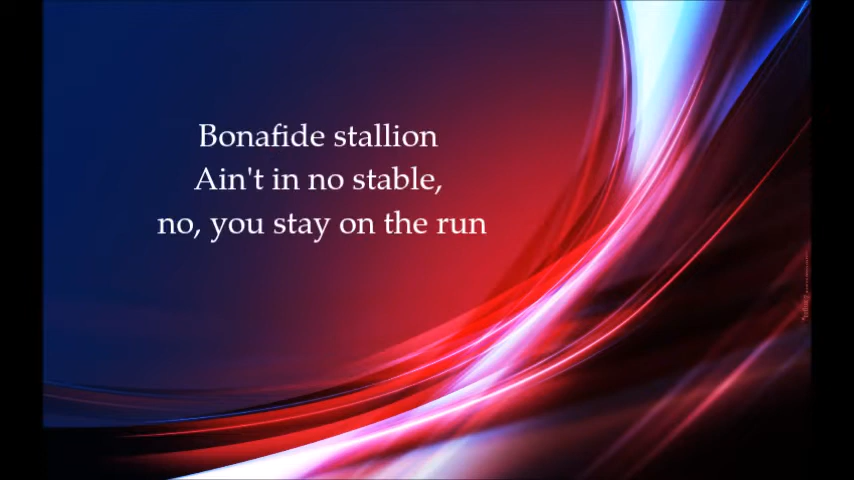 Bonafide stallion
Ain't in no stable,
no, you stay on the run